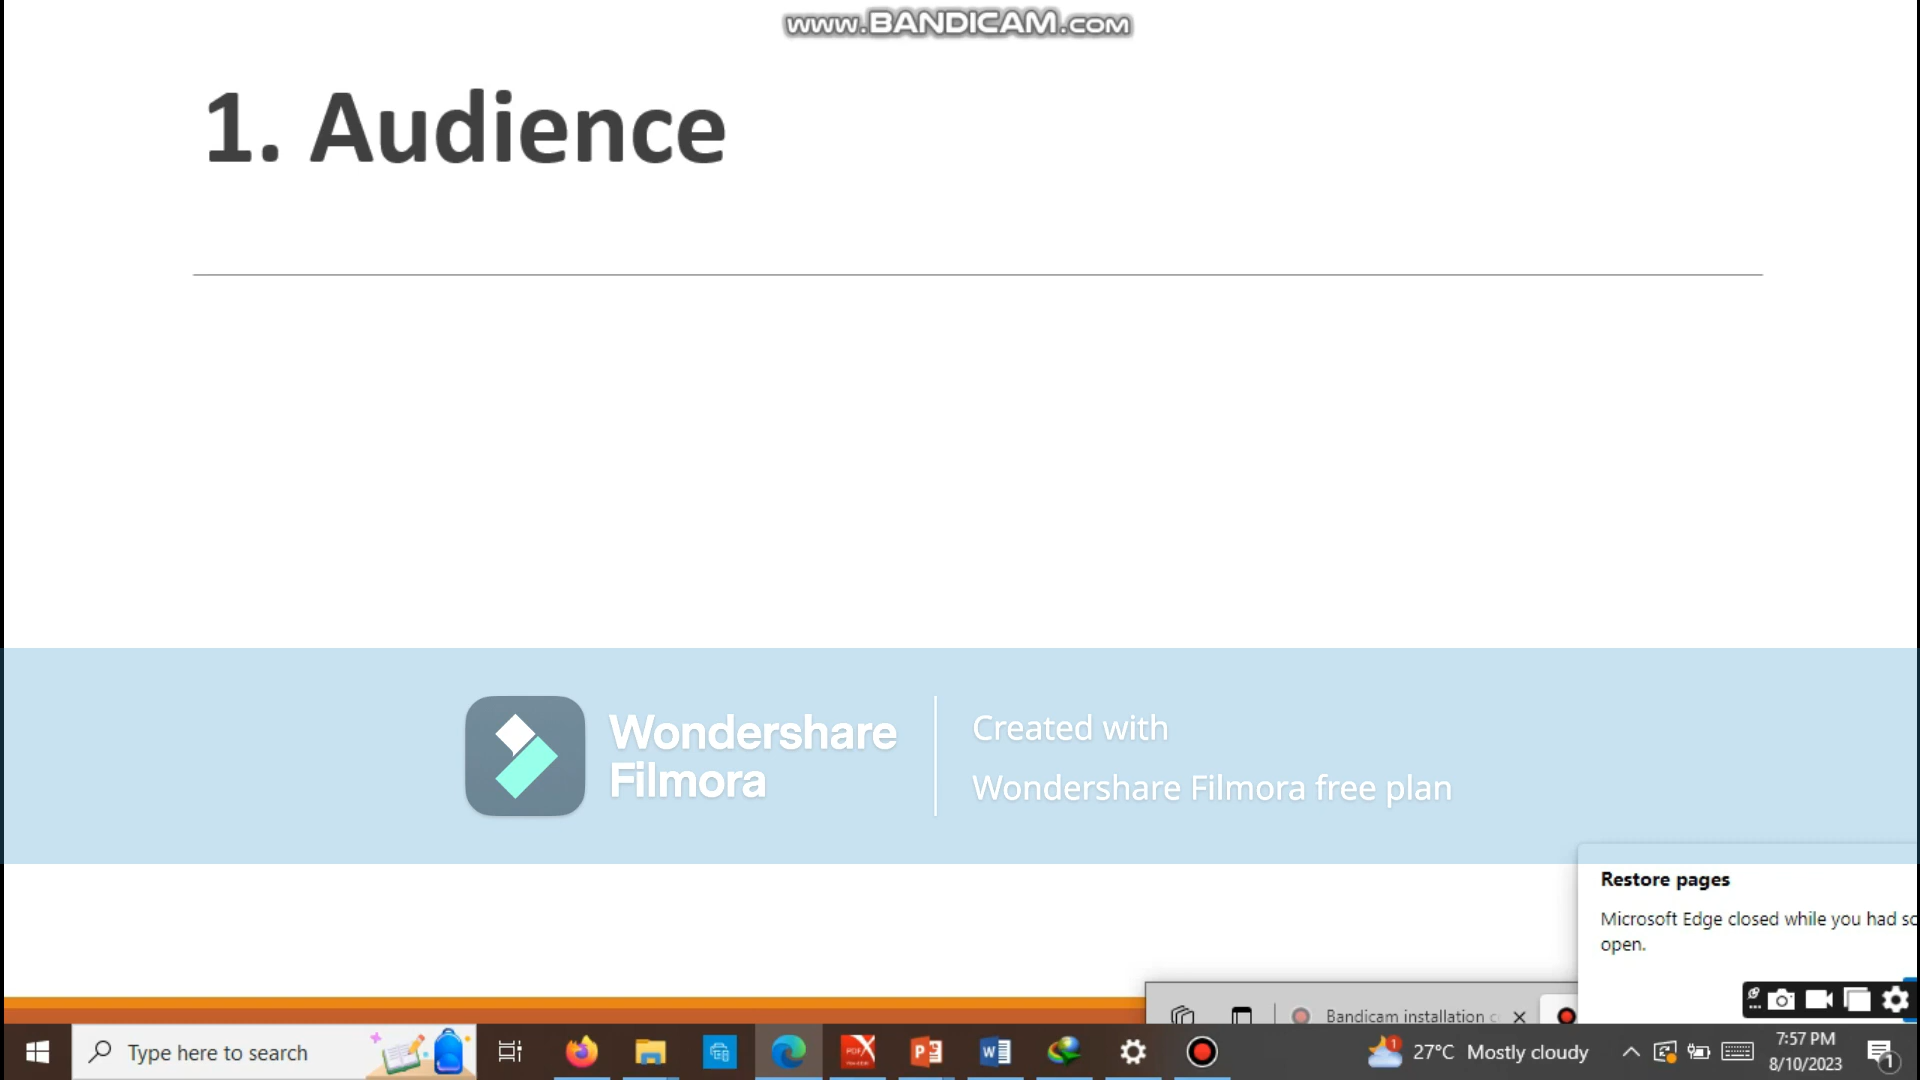 www.BANDICAM.com
1. Audience
Wondershare
Filmora
Created with
Wondershare Filmora free plan
Restore pages
Microsoft Edge closed while you had
open.
Bandicam installation
Type here to search
27°C Mostly cloudy
7:57 PM
8/10/2023